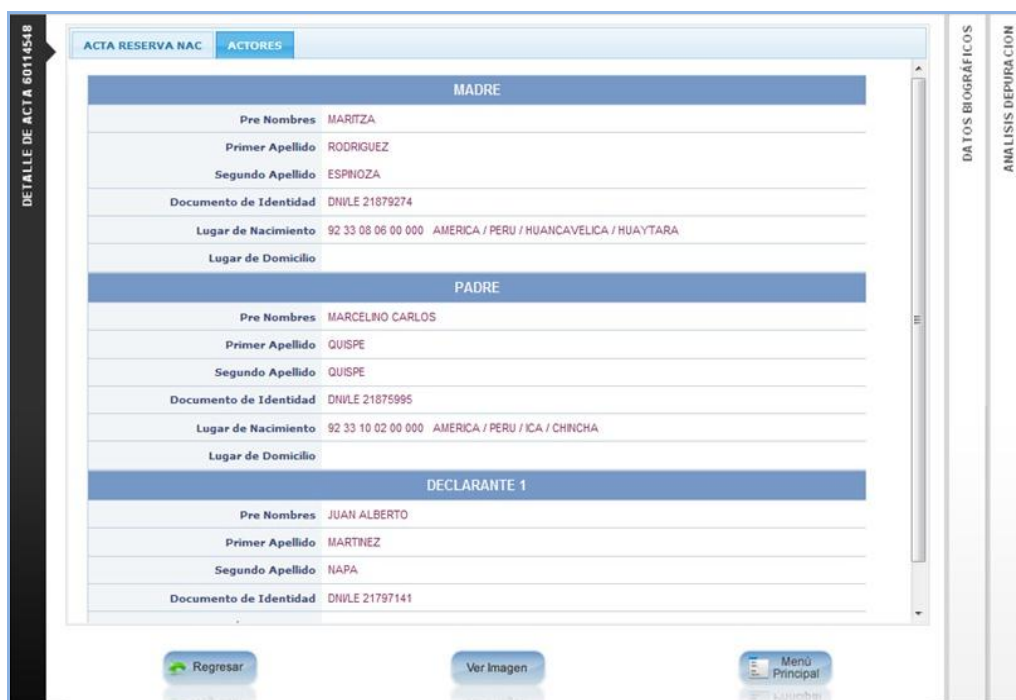 DETALLE DE ACTA 60114548
ACTA RESERVA NAC
ACTORES
MADRE
Pre Nombres MARITZA
Primer Apellido RODRIGUEZ
Segundo Apellido ESPINOZA
Documento de Identidad DNI/LE 21879274
Lugar de Nacimiento 92 33 08 06 00 000 AMERICA / PERU / HUANCAVELICA / HUAYTARA
Lugar de Domicilio
PADRE
Pre Nombres MARCELINO CARLOS
Primer Apellido QUISPE
Segundo Apellido QUISPE
Documento de Identidad DNI/LE 21875995
Lugar de Nacimiento 92 33 10 02 00 000 AMERICA / PERU / ICA / CHINCHA
Lugar de Domicilio
DECLARANTE 1
Pre Nombres JUAN ALBERTO
Primer Apellido MARTINEZ
Segundo Apellido NAPA
Documento de Identidad DNI/LE 21797141
Regresar
Ver Imagen
Menú
Principal
DATOS BIOGRÁFICOS
ANALISIS DEPURACION